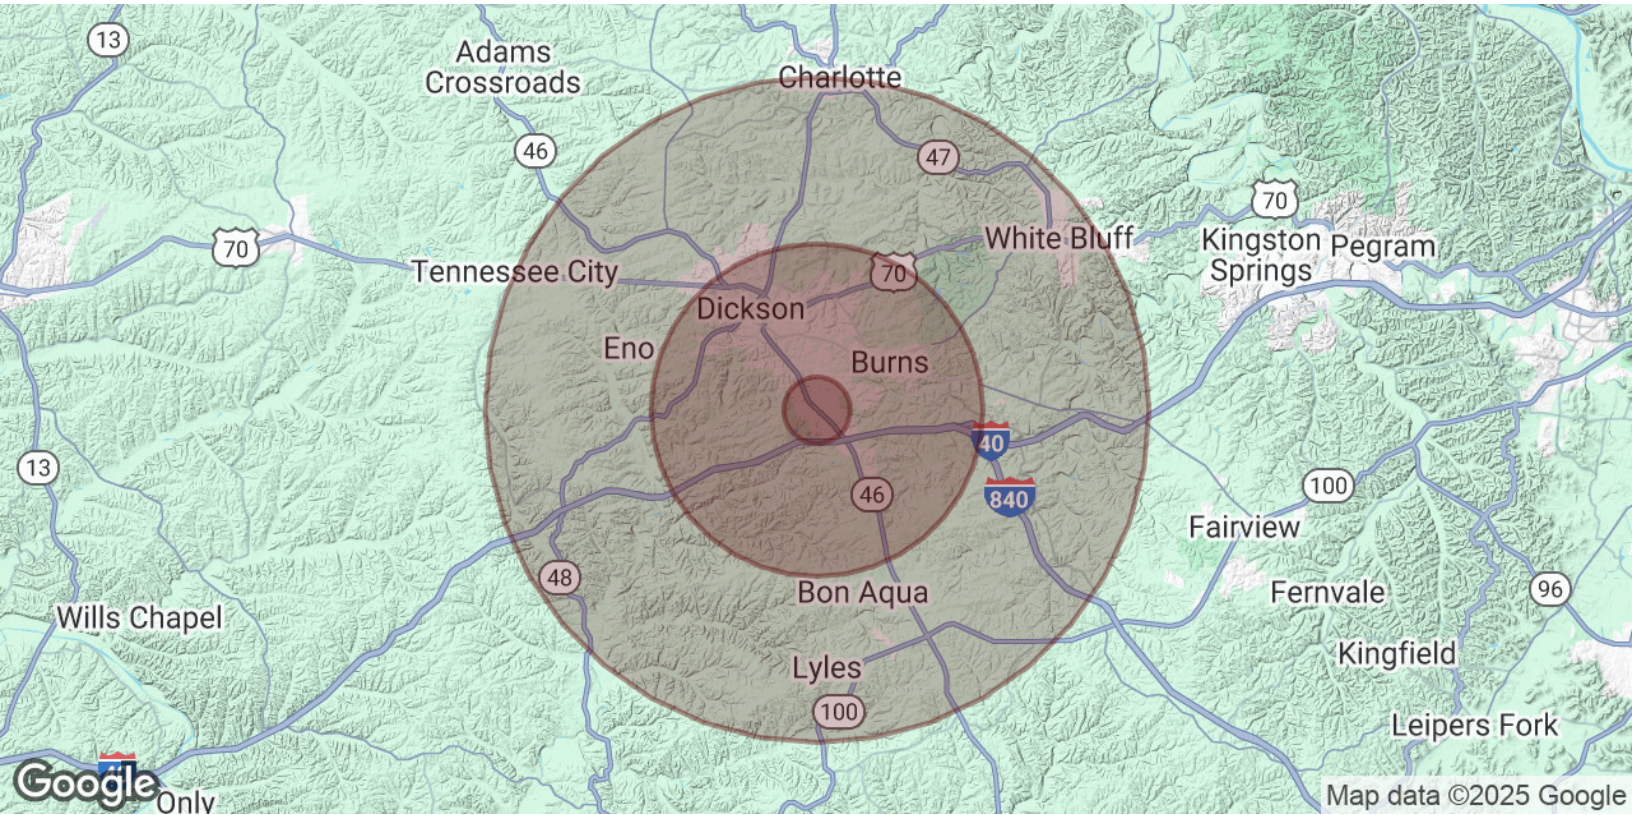 13
Adams
Crossroads
Charlotte
46
47
70
70
White Bluff
Kingston
Springs
Pegram
Tennessee City
70
Dickson
Eno
Burns
40
13
46
840
100
Fairview
48
Bon Aqua
Fernvale
96
Wills Chapel
Kingfield
Lyles
100
Leipers Fork
Google
Only
Map data ©2025 Google